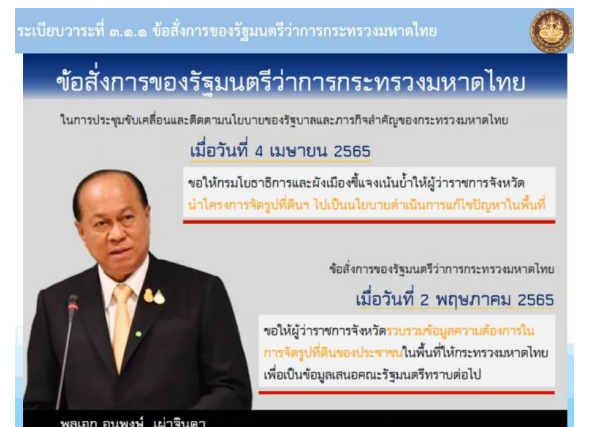 ระเบียบวาระที่ ๓.๑.๑ ข้อสั่งการของรัฐมนตรีว่าการกระทรวงมหาดไทย
ข้อสั่งการของรัฐมนตรีว่าการกระทรวงมหาดไทย
ในการประชุมขับเคลื่อนและติดตามนโยบายของรัฐบาลและภารกิจสำคัญของกระทรวงมหาดไทย
เมื่อวันที่ 4 เมษายน 2565
ขอให้กรมโยธาธิการและผังเมืองชี้แจงเน้นย้ำให้ผู้ว่าราชการจังหวัด
นำโครงการจัดรูปที่ดินฯ ไปเป็นนโยบายดำเนินการแก้ไขปัญหาในพื้นที่
ข้อสั่งการของรัฐมนตรีว่าการกระทรวงมหาดไทย
เมื่อวันที่ 2 พฤษภาคม 2565
ขอให้ผู้ว่าราชการจังหวัดรวบรวมข้อมูลความต้องการใน
การจัดรูปที่ดินของประชาชนในพื้นที่ให้กระทรวงมหาดไทย
เพื่อเป็นข้อมูลเสนอคณะรัฐมนตรีทราบต่อไป
พลเอก อนุพงษ์ เผ่าจินดา